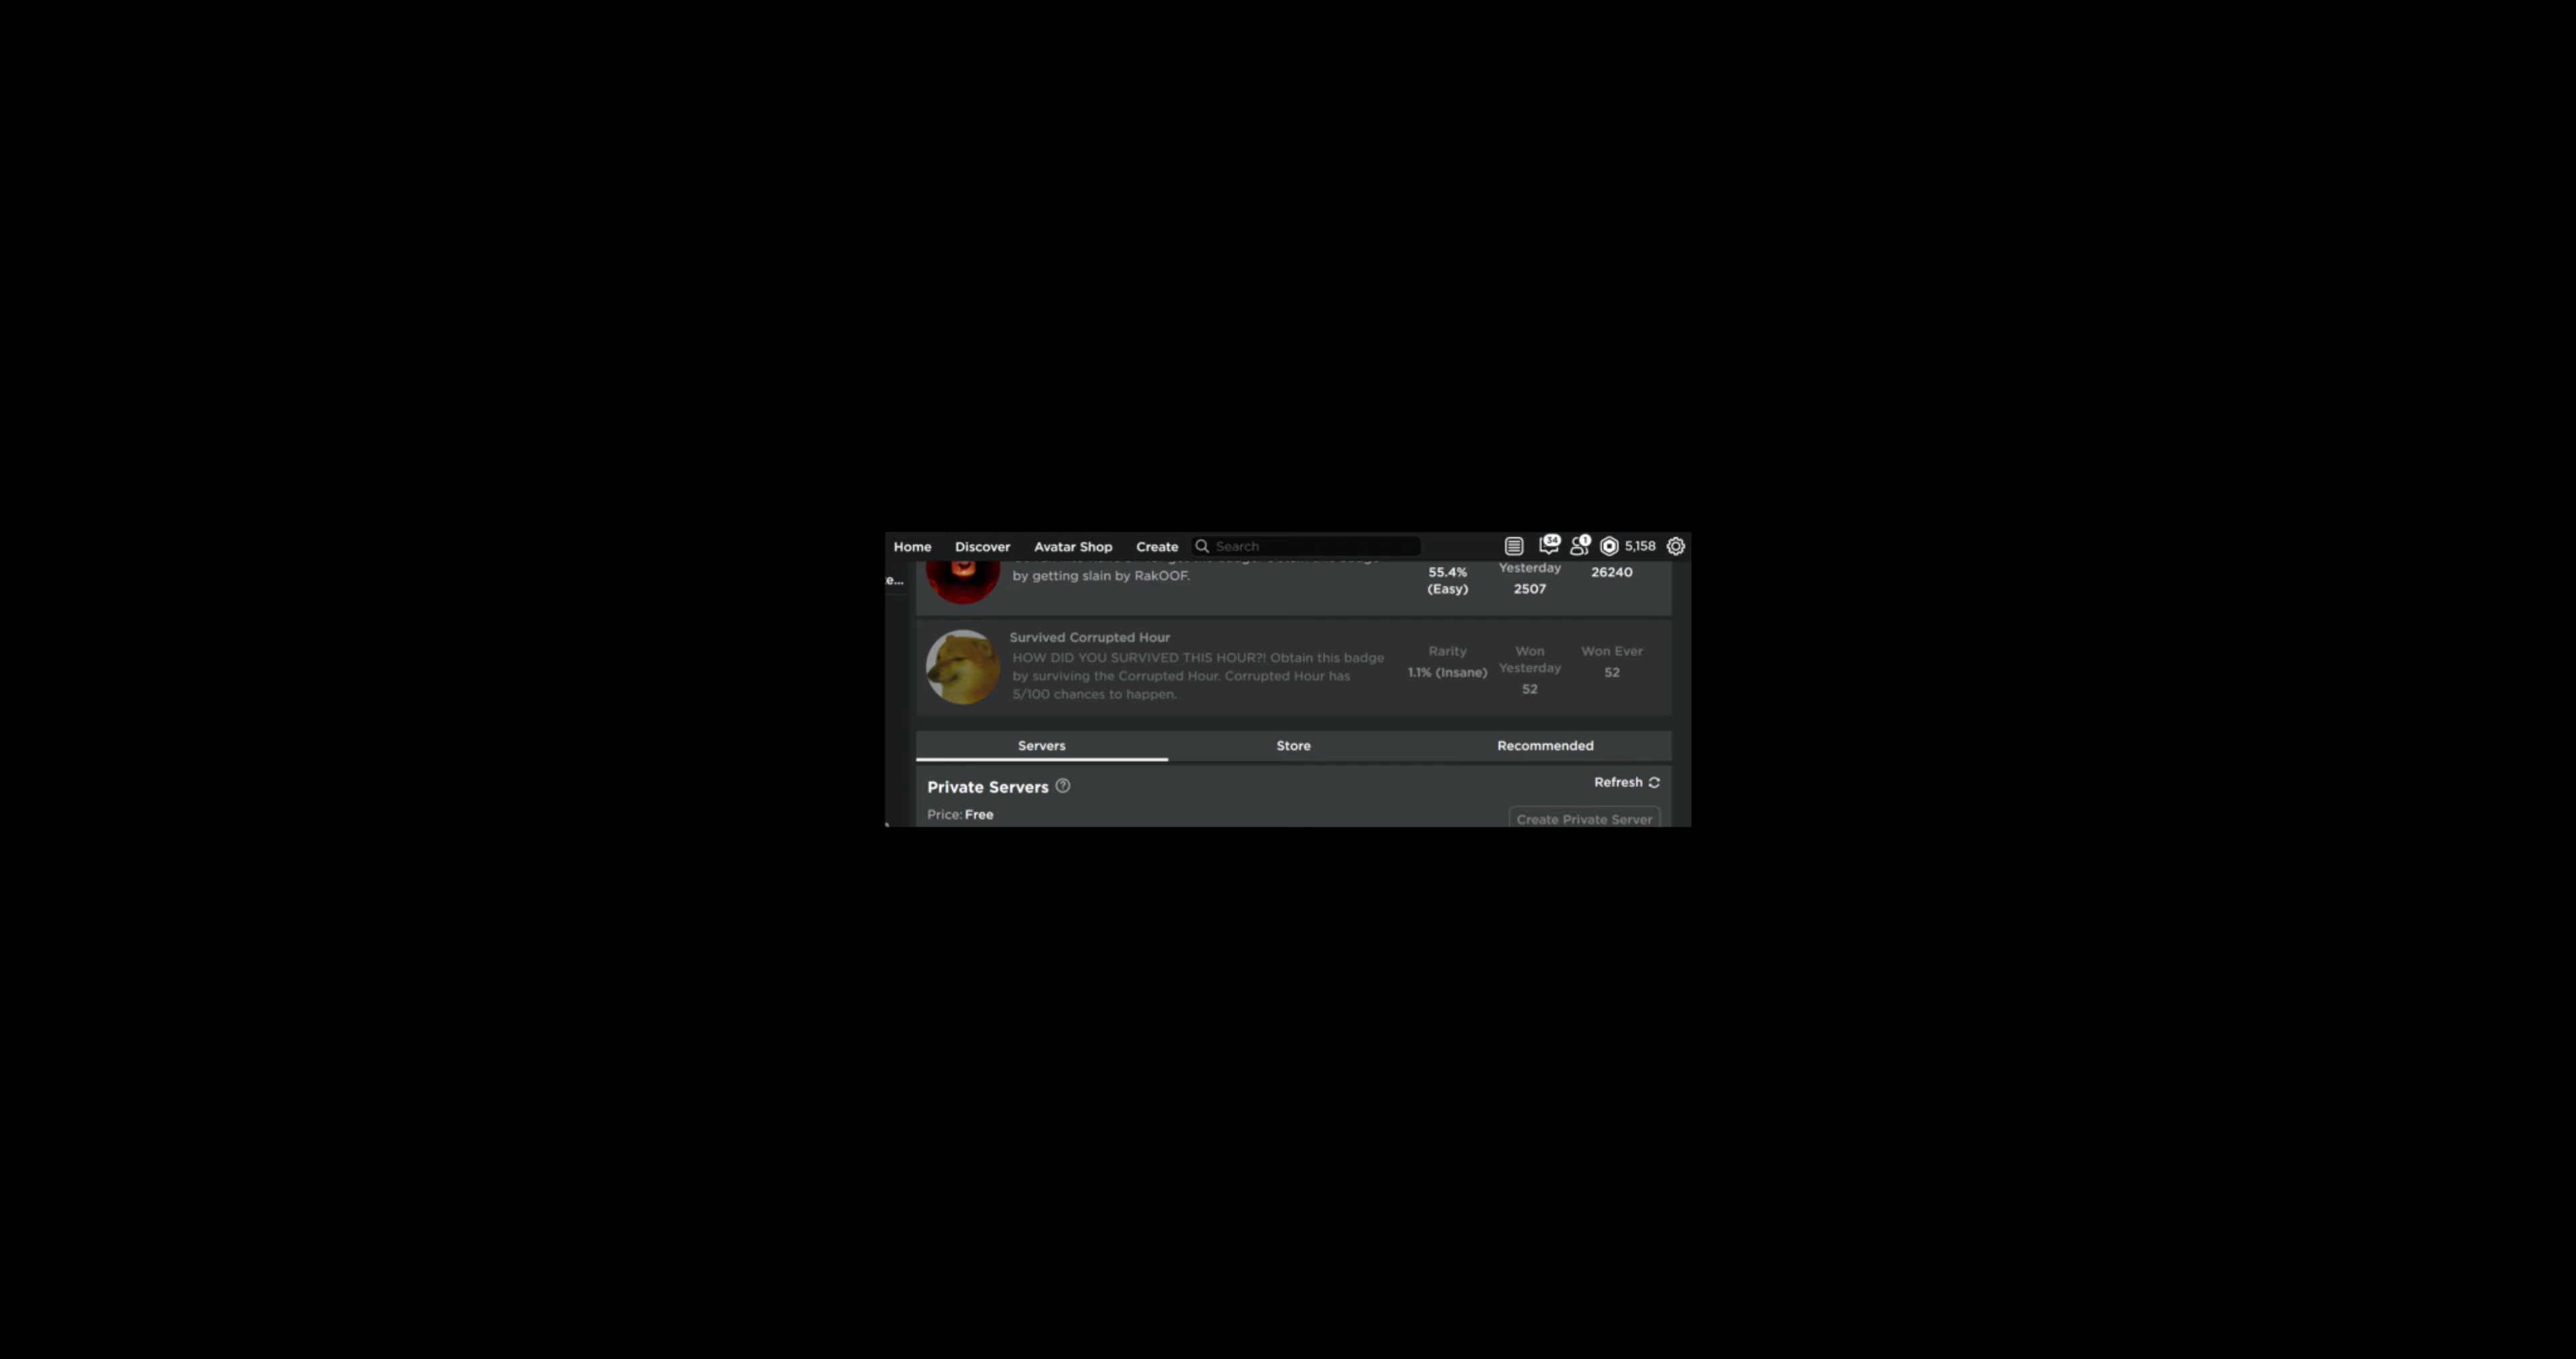 Home Discover Avatar Shop Create Search 34 1 5,158
te...
by getting slain by RakOOF.
55.4%
(Easy)
Yesterday
2507
26240
Survived Corrupted Hour
HOW DID YOU SURVIVED THIS HOUR?! Obtain this badge
by surviving the Corrupted Hour. Corrupted Hour has
5/100 chances to happen.
Rarity
1.1% (Insane)
Won
Yesterday
52
Won Ever
52
Servers Store Recommended
Private Servers
Refresh
Price: Free
Create Private Server